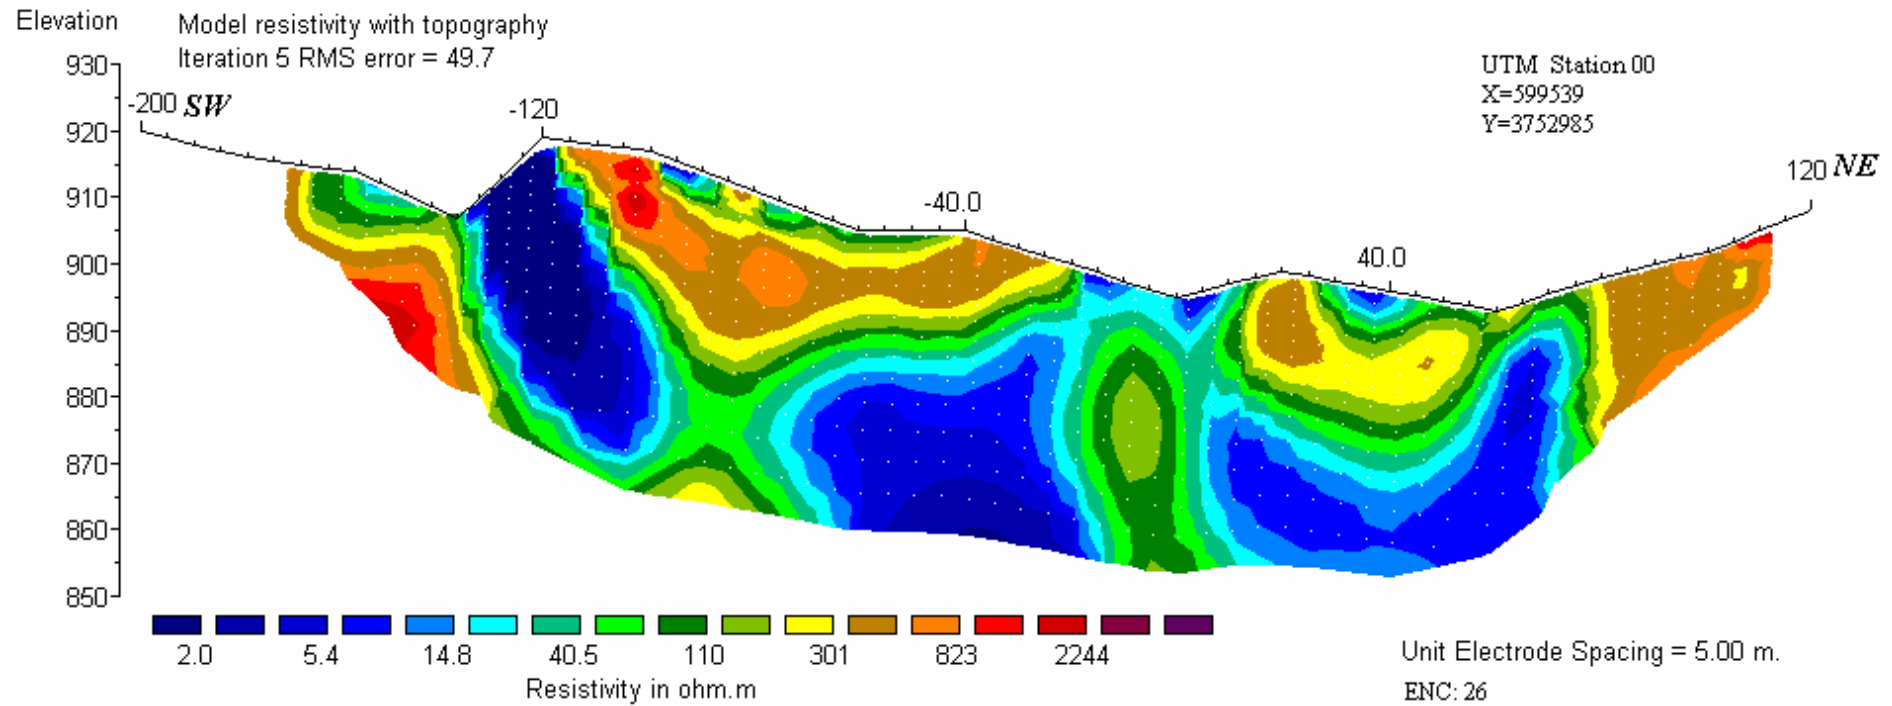 Elevation
Model resistivity with topography
Iteration 5 RMS error = 49.7
UTM Station 00
X=599539
Y=3752985
930
920
910
900
890
880
870
860
850
-200 SW
-120
-40.0
40.0
120 NE
2.0 5.4 14.8 40.5 110 301 823 2244
Resistivity in ohm.m
Unit Electrode Spacing = 5.00 m.
ENC: 26